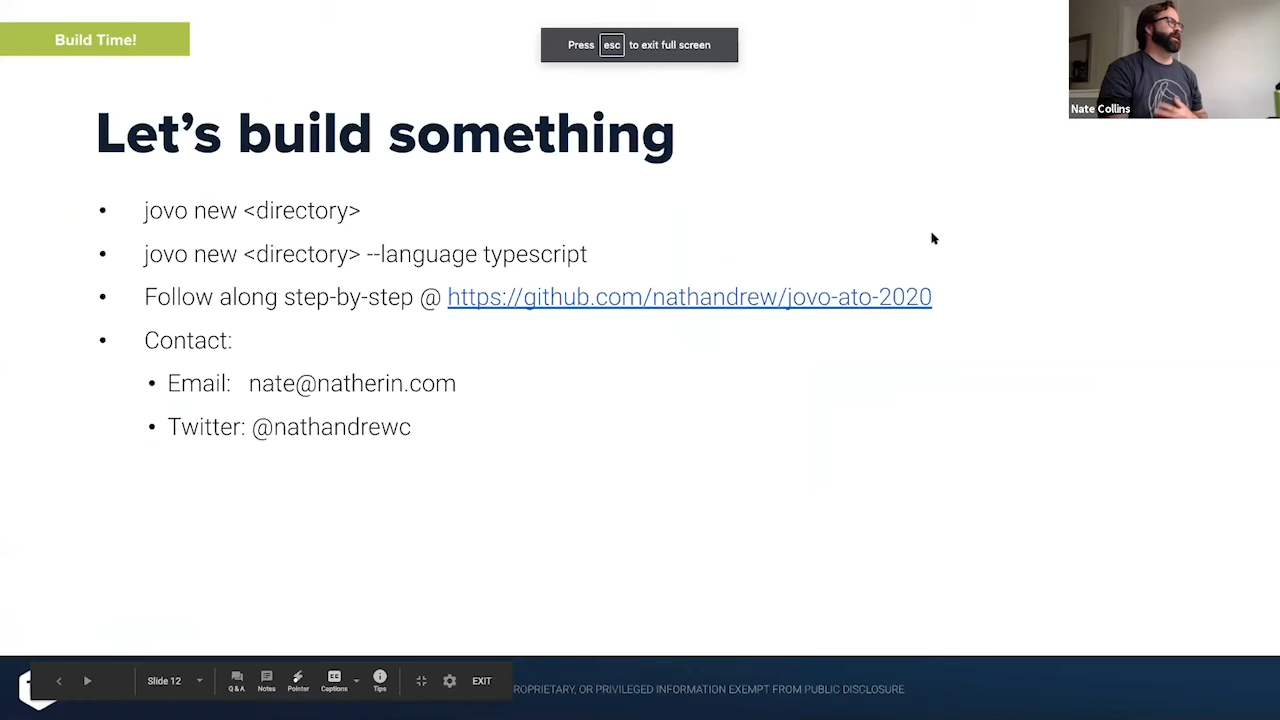 Build Time!
Press esc to exit full screen
Nate Collins
Let's build something
• jovo new <directory>
• jovo new <directory> --language typescript
• Follow along step-by-step @ https://github.com/nathandrew/jovo-ato-2020
• Contact:
• Email: nate@natherin.com
• Twitter: @nathandrewc
Slide 12
Q & A
Notes
Pointer
Captions
Tips
EXIT
PROPRIETARY, OR PRIVILEGED INFORMATION EXEMPT FROM PUBLIC DISCLOSURE